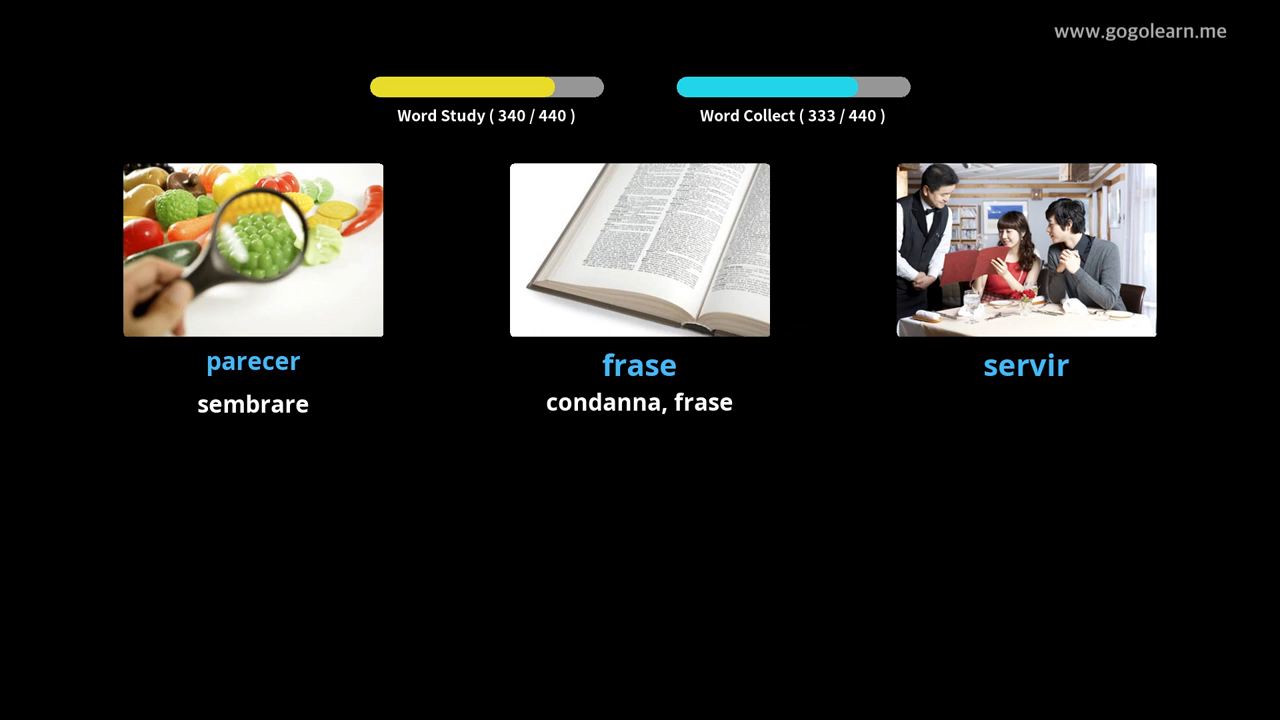 www.gogolearn.me
Word Study ( 340 / 440 )
Word Collect ( 333 / 440 )
parecer
sembrare
frase
condanna, frase
servir